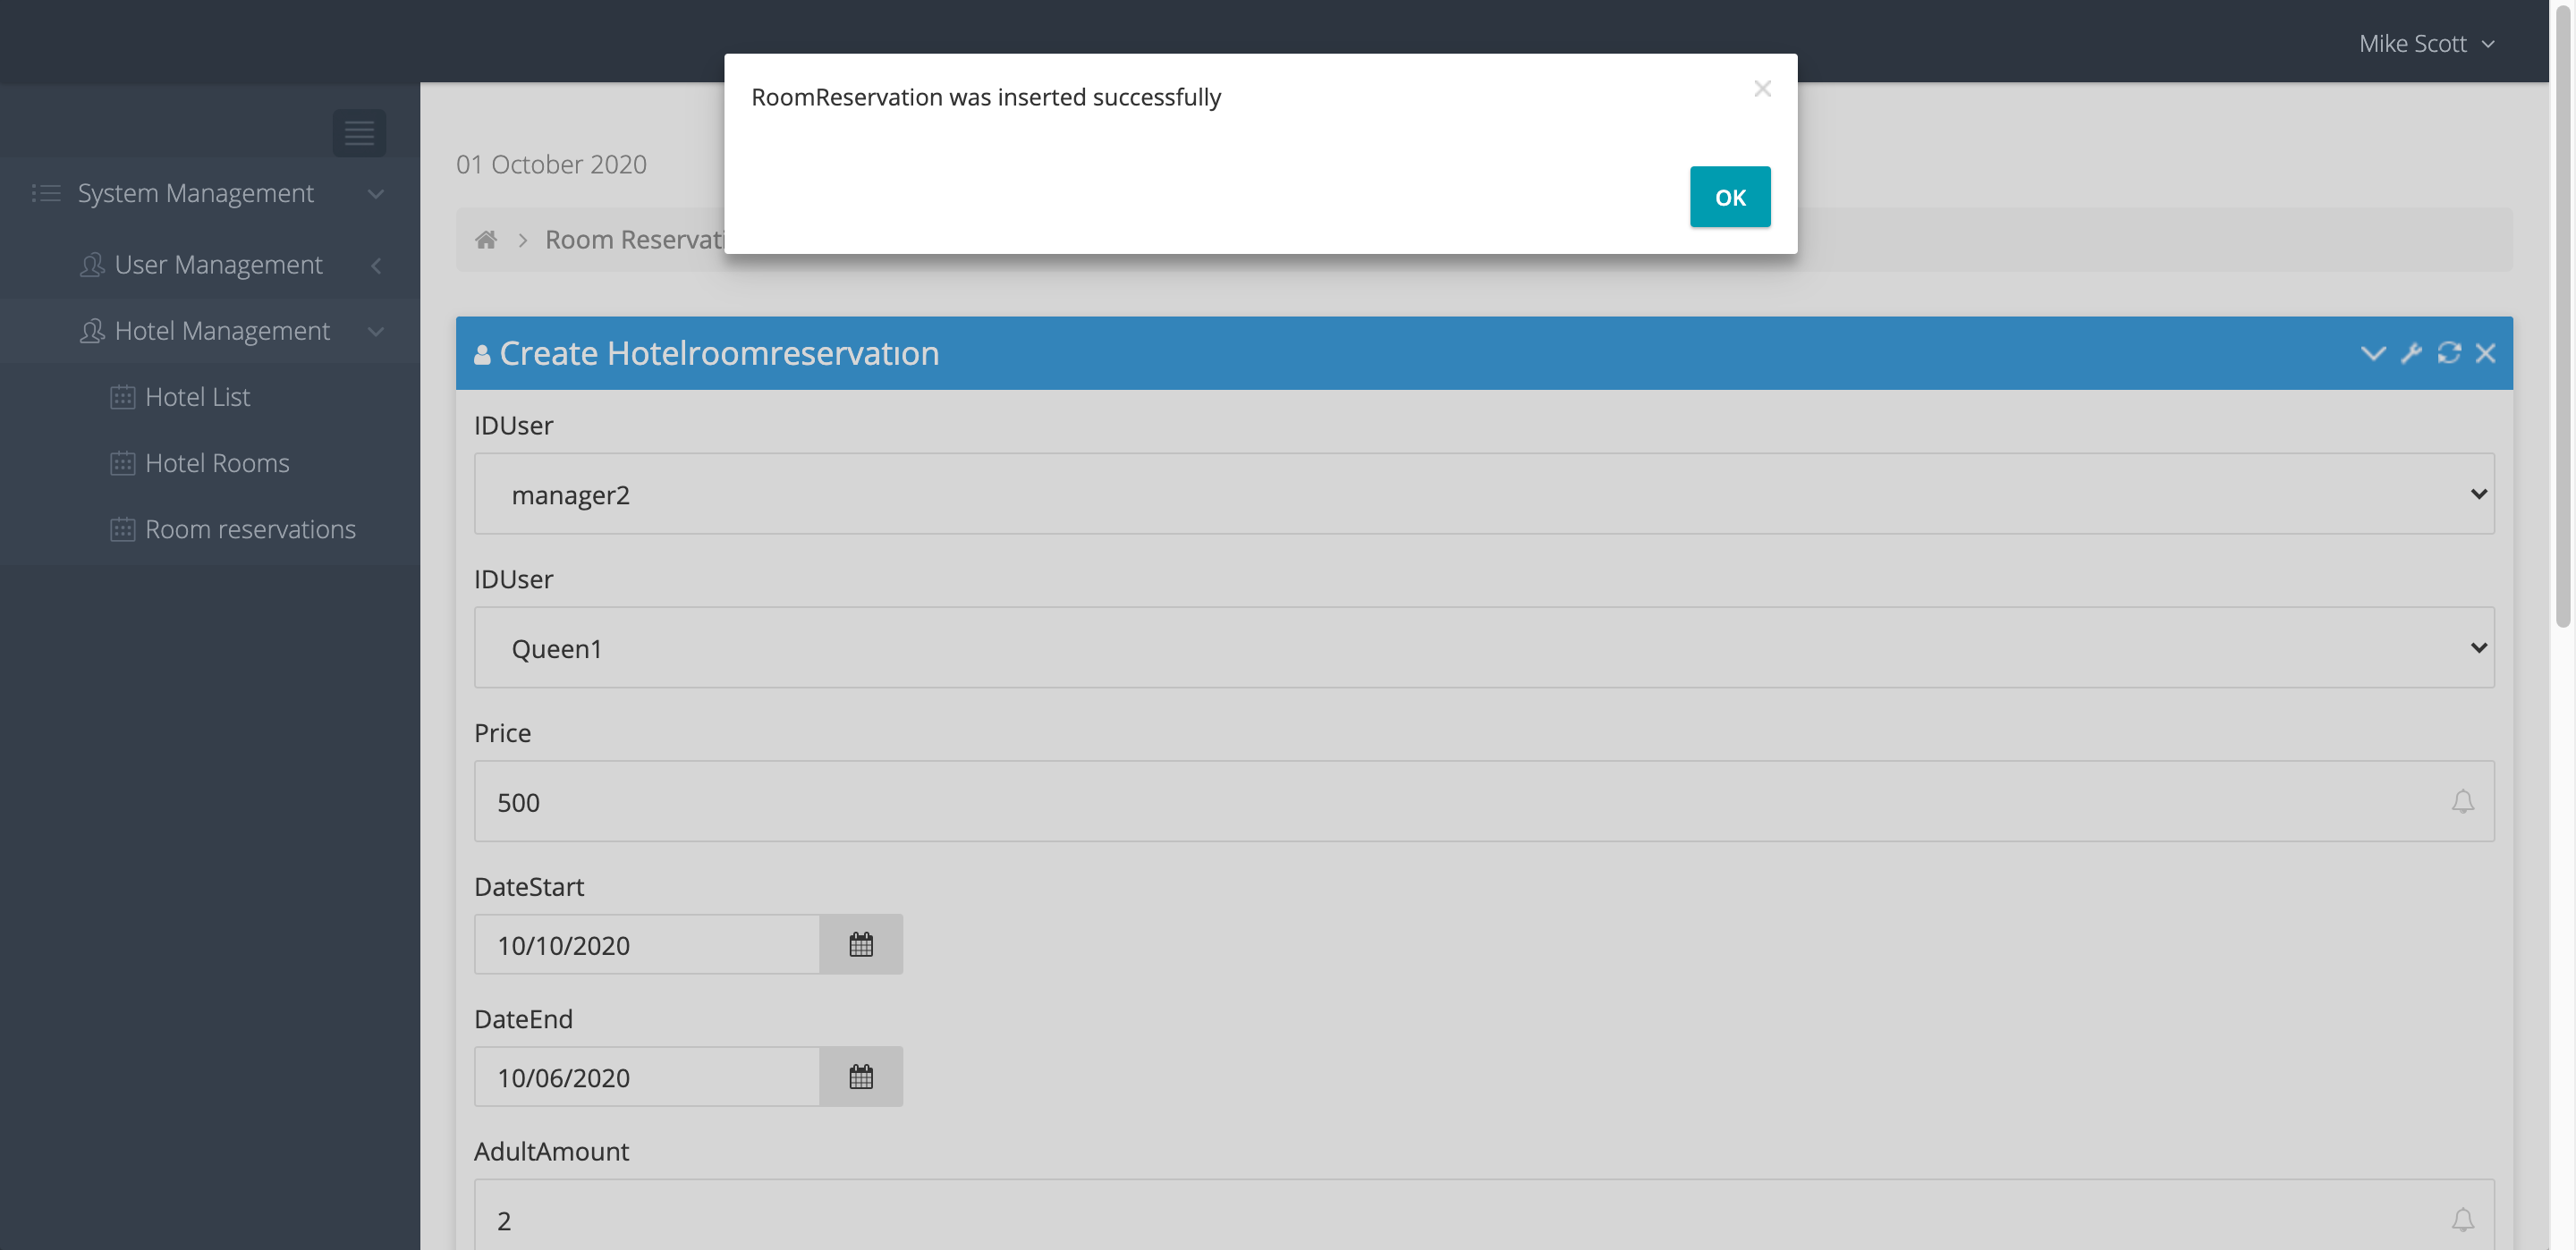 Mike Scott
RoomReservation was inserted successfully
×
OK
01 October 2020
Room Reservati
System Management
User Management
Hotel Management
Hotel List
Hotel Rooms
Room reservations
Create Hotelroomreservatıon
IDUser
manager2
IDUser
Queen1
Price
500
DateStart
10/10/2020
DateEnd
10/06/2020
AdultAmount
2